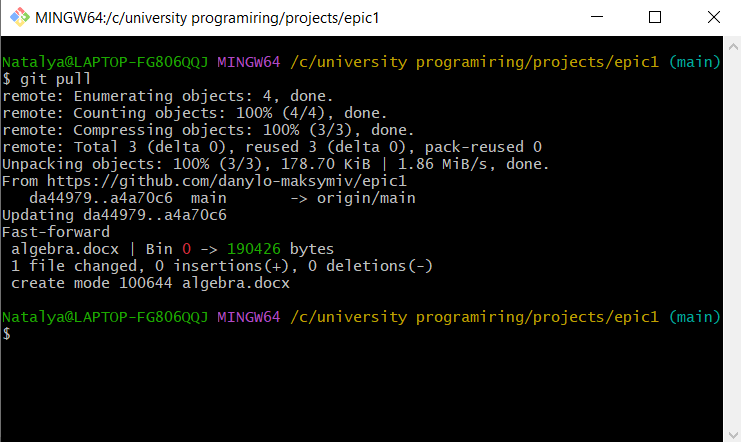 MINGW64:/c/university programiring/projects/epic1
Natalya@LAPTOP-FG806QQJ MINGW64 /c/university programiring/projects/epic1 (main)
$ git pull
remote: Enumerating objects: 4, done.
remote: Counting objects: 100% (4/4), done.
remote: Compressing objects: 100% (3/3), done.
remote: Total 3 (delta 0), reused 3 (delta 0), pack-reused 0
Unpacking objects: 100% (3/3), 178.70 KiB | 1.86 MiB/s, done.
From https://github.com/danylo-maksymiv/epic1
   da44979..a4a70c6  main       -> origin/main
Updating da44979..a4a70c6
Fast-forward
 algebra.docx | Bin 0 -> 190426 bytes
 1 file changed, 0 insertions(+), 0 deletions(-)
 create mode 100644 algebra.docx
Natalya@LAPTOP-FG806QQJ MINGW64 /c/university programiring/projects/epic1 (main)
$